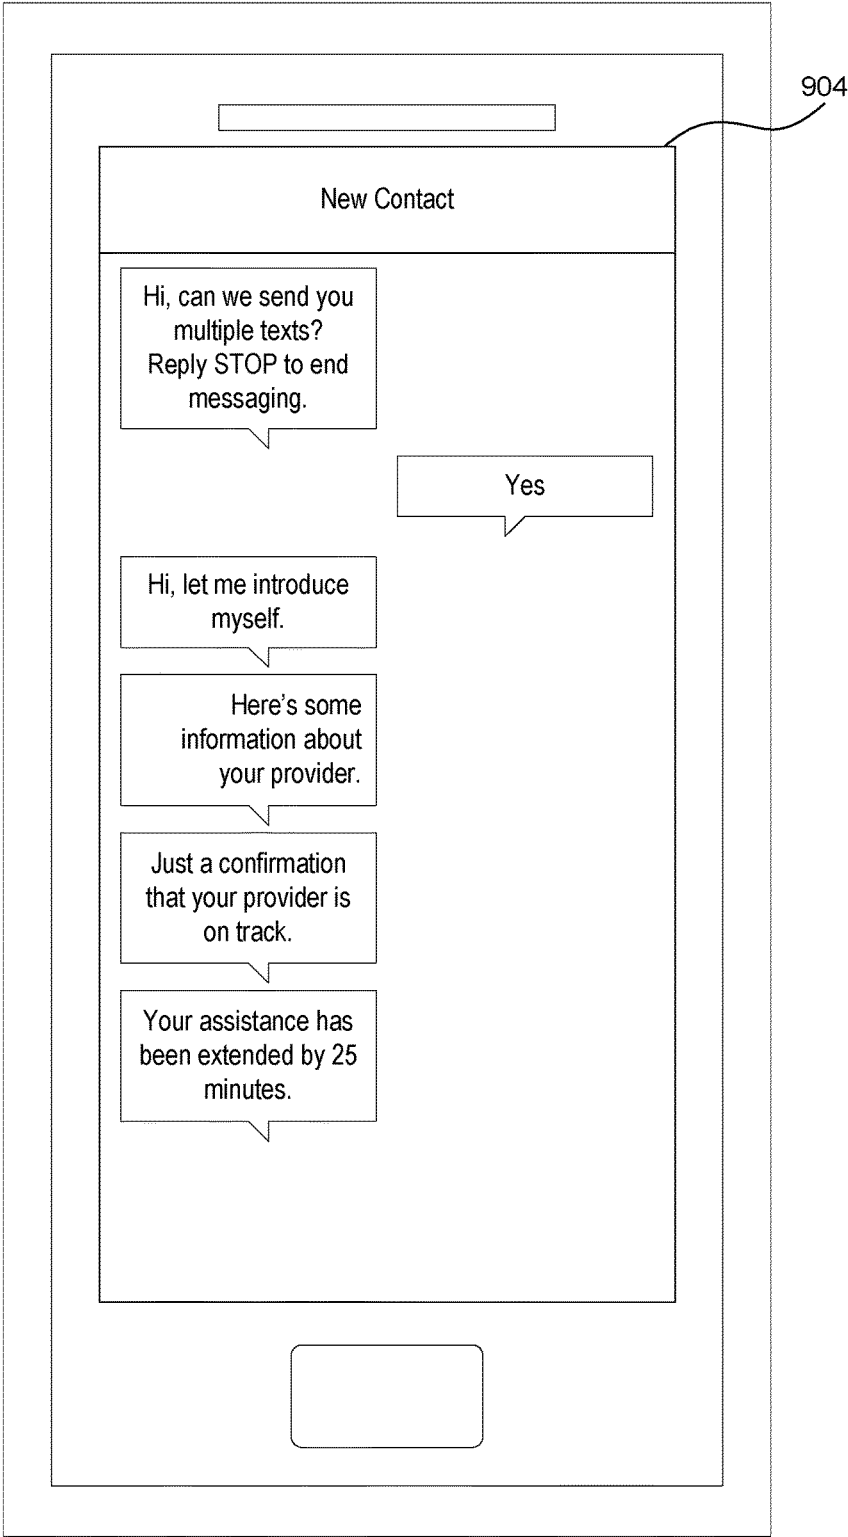 904
New Contact
Hi, can we send you
multiple texts?
Reply STOP to end
messaging.
Yes
Hi, let me introduce
myself.
Here’s some
information about
your provider.
Just a confirmation
that your provider is
on track.
Your assistance has
been extended by 25
minutes.